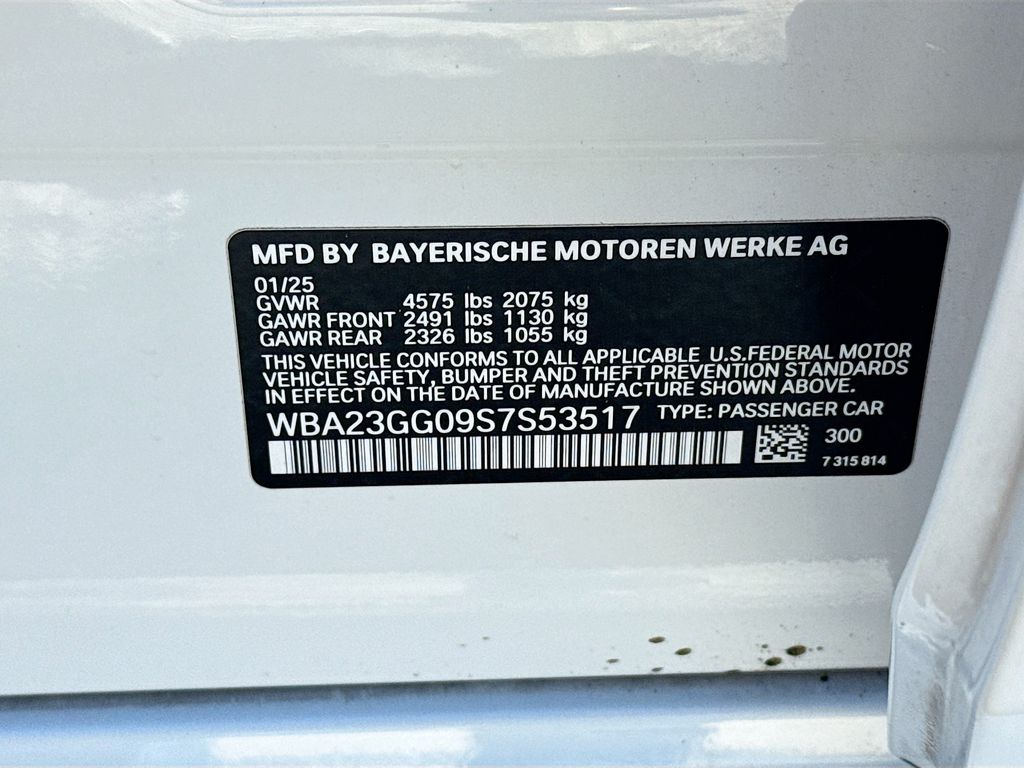 MFD BY BAYERISCHE MOTOREN WERKE AG
01/25
GVWR 4575 lbs 2075 kg
GAWR FRONT 2491 lbs 1130 kg
GAWR REAR 2326 lbs 1055 kg
THIS VEHICLE CONFORMS TO ALL APPLICABLE U.S.FEDERAL MOTOR
VEHICLE SAFETY, BUMPER AND THEFT PREVENTION STANDARDS
IN EFFECT ON THE DATE OF MANUFACTURE SHOWN ABOVE.
WBA23GG09S7S53517 TYPE: PASSENGER CAR
300
7 315 814